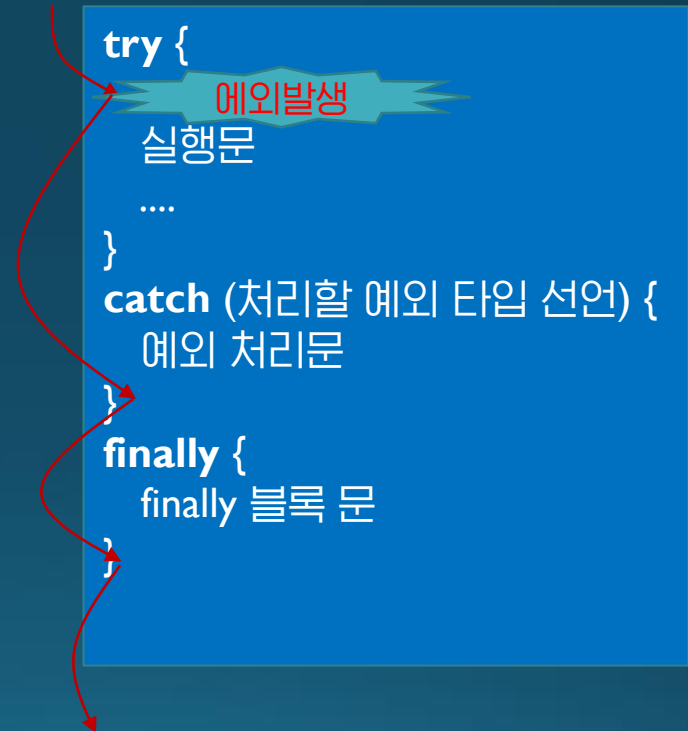 try {
에외발생
실행문
....
}
catch (처리할 예외 타입 선언) {
예외 처리문
}
finally {
finally 블록 문
}